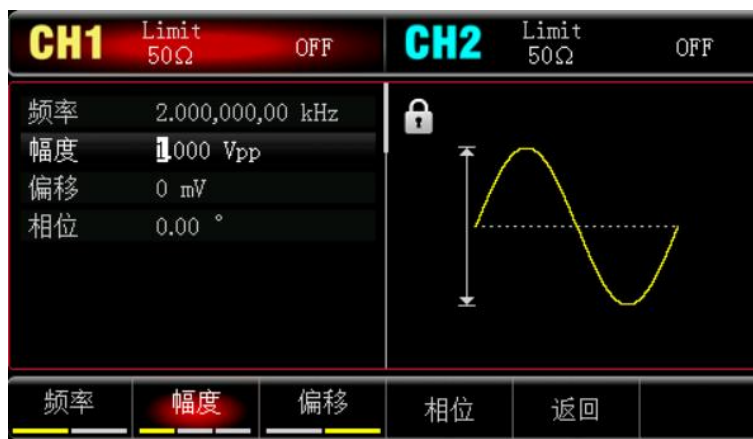 CH1 Limit 50Ω OFF CH2 Limit 50Ω OFF
频率 2.000,000,00 kHz
幅度 1.000 Vpp
偏移 0 mV
相位 0.00 °
频率 幅度 偏移 相位 返回